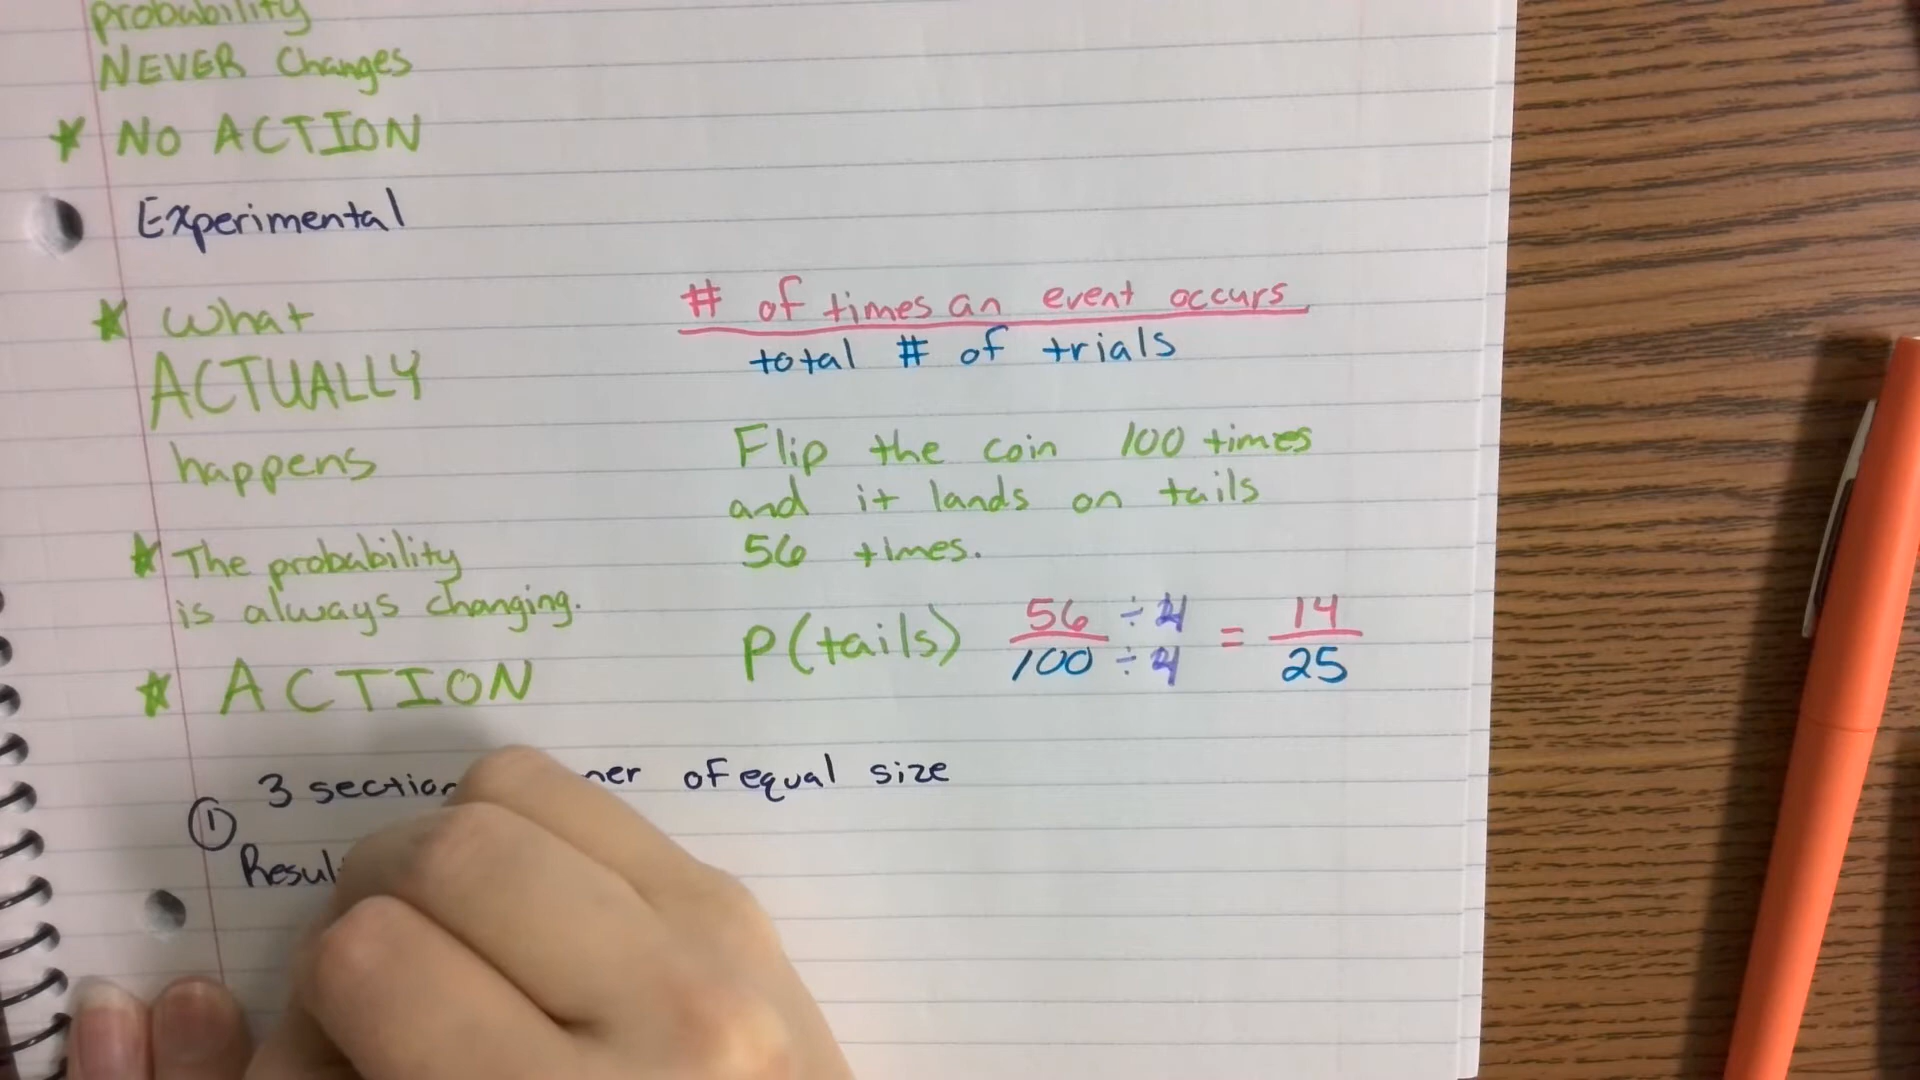 probability
NEVER Changes
* NO ACTION
Experimental
* What
ACTUALLY
happens
* The probability
is always changing.
* ACTION
# of times an event occurs
total # of trials
Flip the coin 100 times
and it lands on tails
56 times.
P(tails) 56/100 ÷4/÷4 = 14/25
① 3 section of equal size